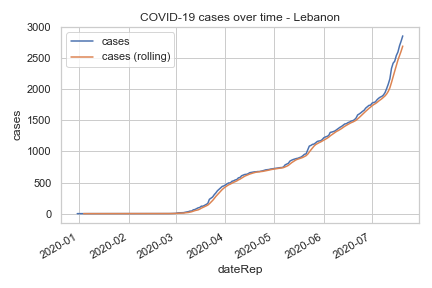 COVID-19 cases over time - Lebanon
cases
cases (rolling)
3000
2500
2000
1500
1000
500
0
cases
2020-01
2020-02
2020-03
2020-04
2020-05
2020-06
2020-07
dateRep